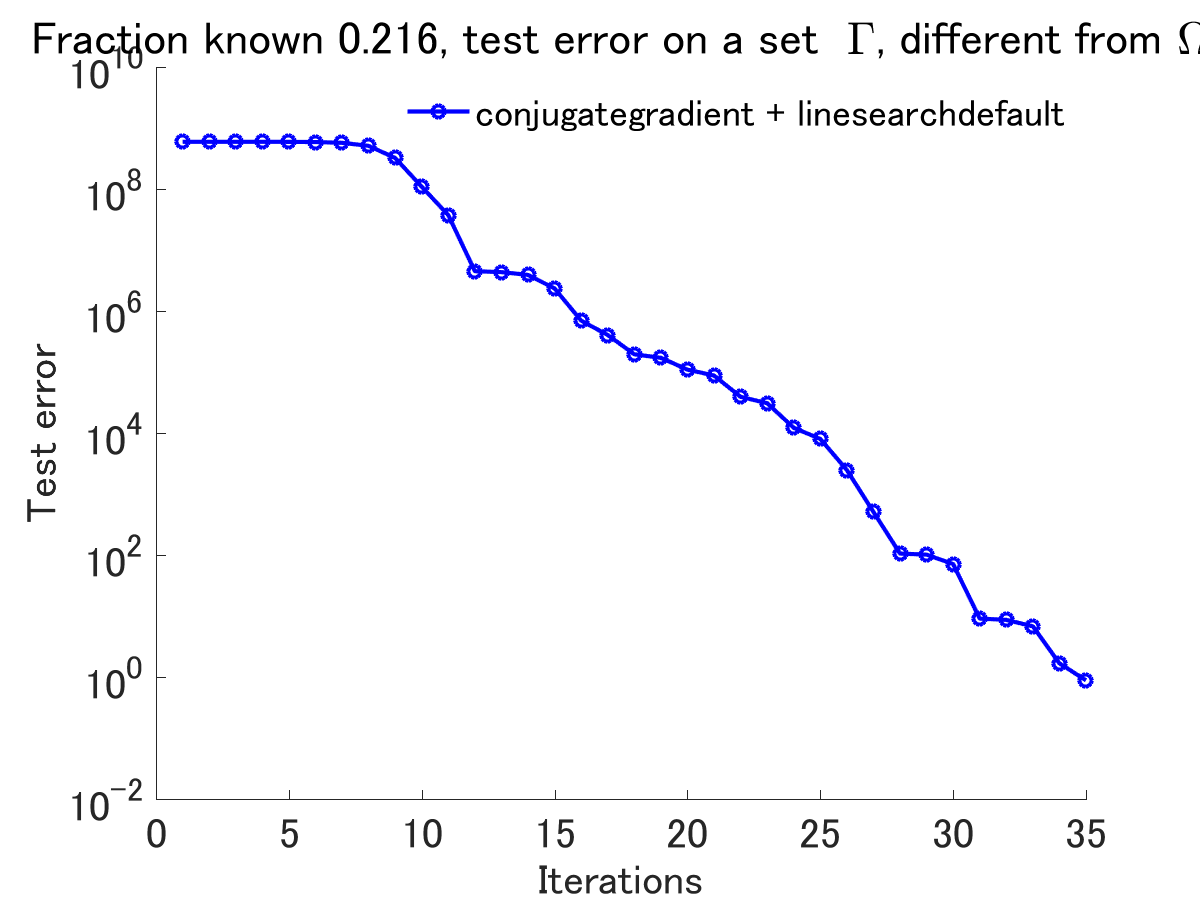 Fraction known 0.216, test error on a set Γ, different from Ω
10^10
conjugategradient + linesearchdefault
10^8
10^6
10^4
10^2
10^0
10^-2
Test error
0 5 10 15 20 25 30 35
Iterations